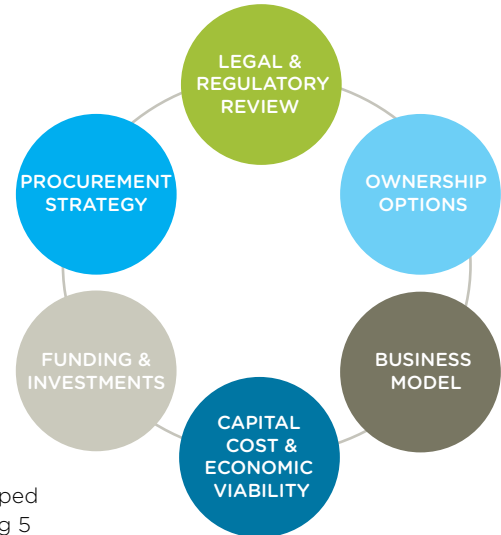 LEGAL &
REGULATORY
REVIEW
OWNERSHIP
OPTIONS
BUSINESS
MODEL
CAPITAL
COST &
ECONOMIC
VIABILITY
FUNDING &
INVESTMENTS
PROCUREMENT
STRATEGY
ped
g 5